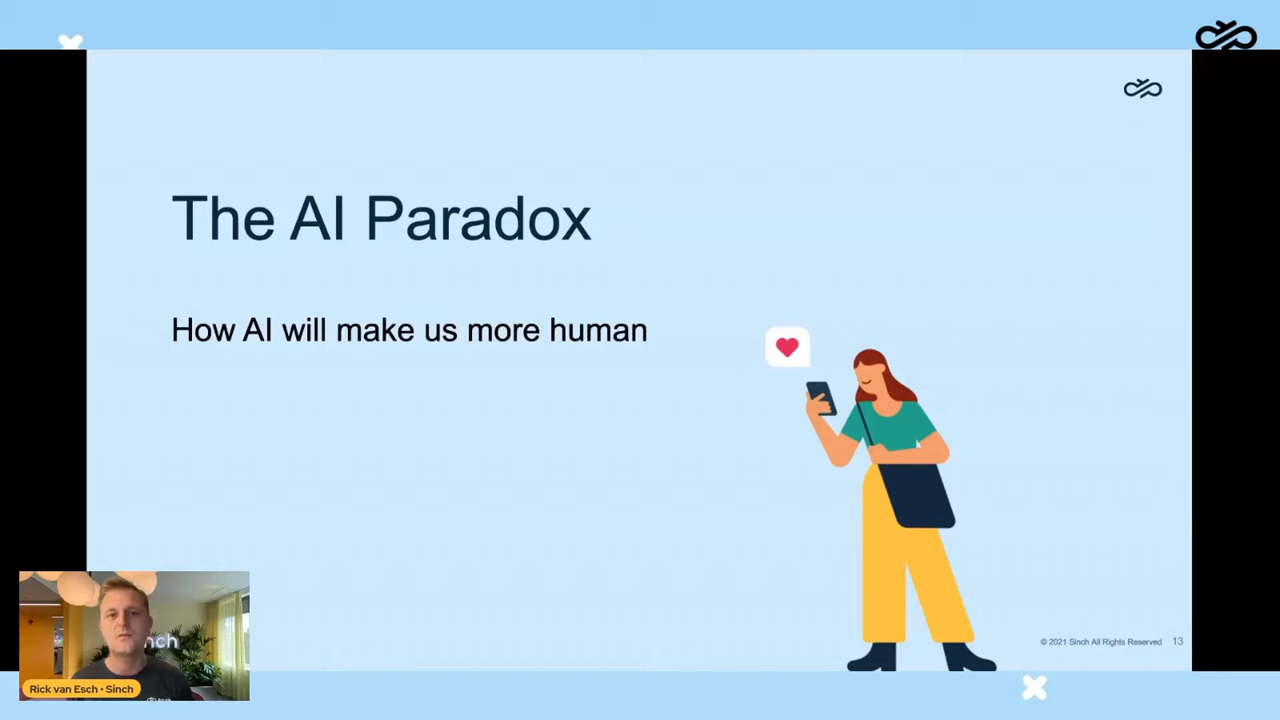 The AI Paradox
How AI will make us more human
© 2021 Sinch All Rights Reserved 13
nch
Rick van Esch • Sinch